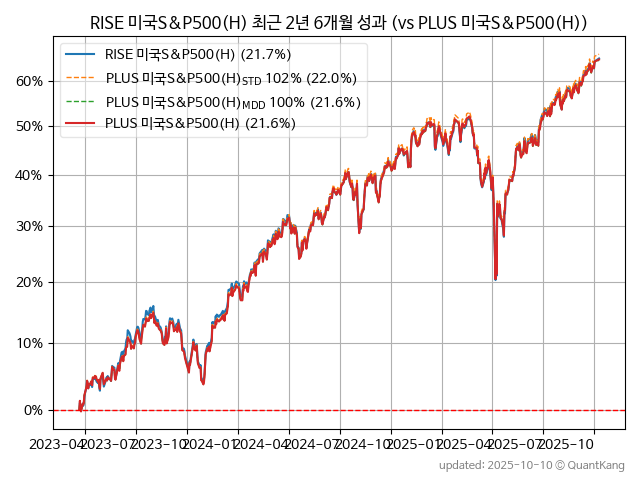 RISE 미국S&P500(H) 최근 2년 6개월 성과 (vs PLUS 미국S&P500(H))
RISE 미국S&P500(H) (21.7%)
PLUS 미국S&P500(H)STD 102% (22.0%)
PLUS 미국S&P500(H)MDD 100% (21.6%)
PLUS 미국S&P500(H) (21.6%)
60%
50%
40%
30%
20%
10%
0%
2023-04 2023-07 2023-10 2024-01 2024-04 2024-07 2024-10 2025-01 2025-04 2025-07 2025-10
updated: 2025-10-10 © QuantKang